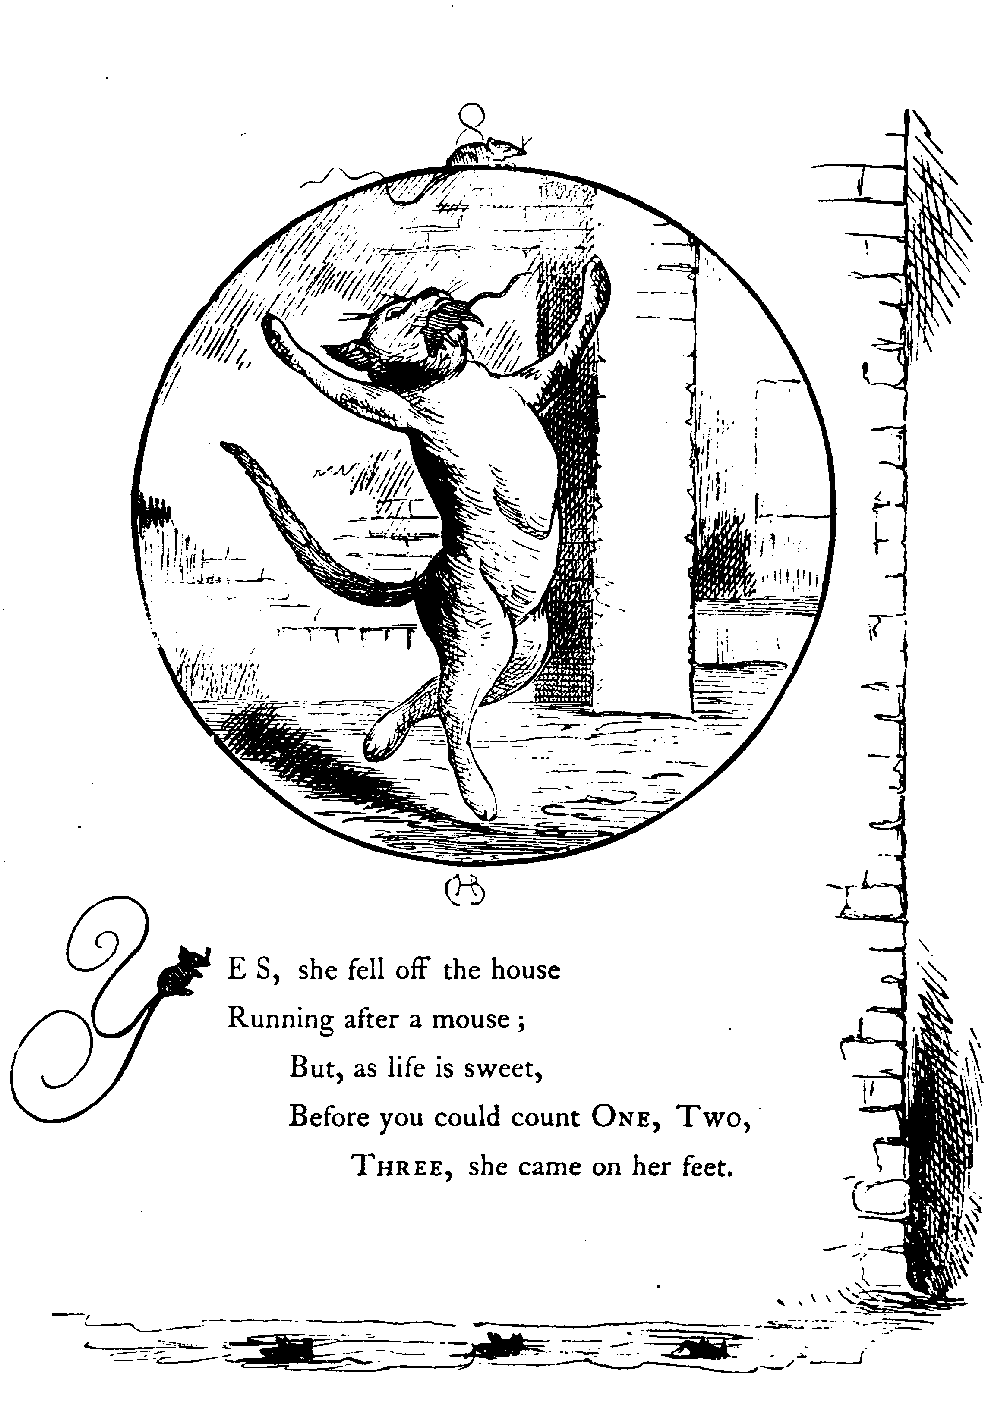 YES, she fell off the house
Running after a mouse;
But, as life is sweet,
Before you could count ONE, TWO,
THREE, she came on her feet.